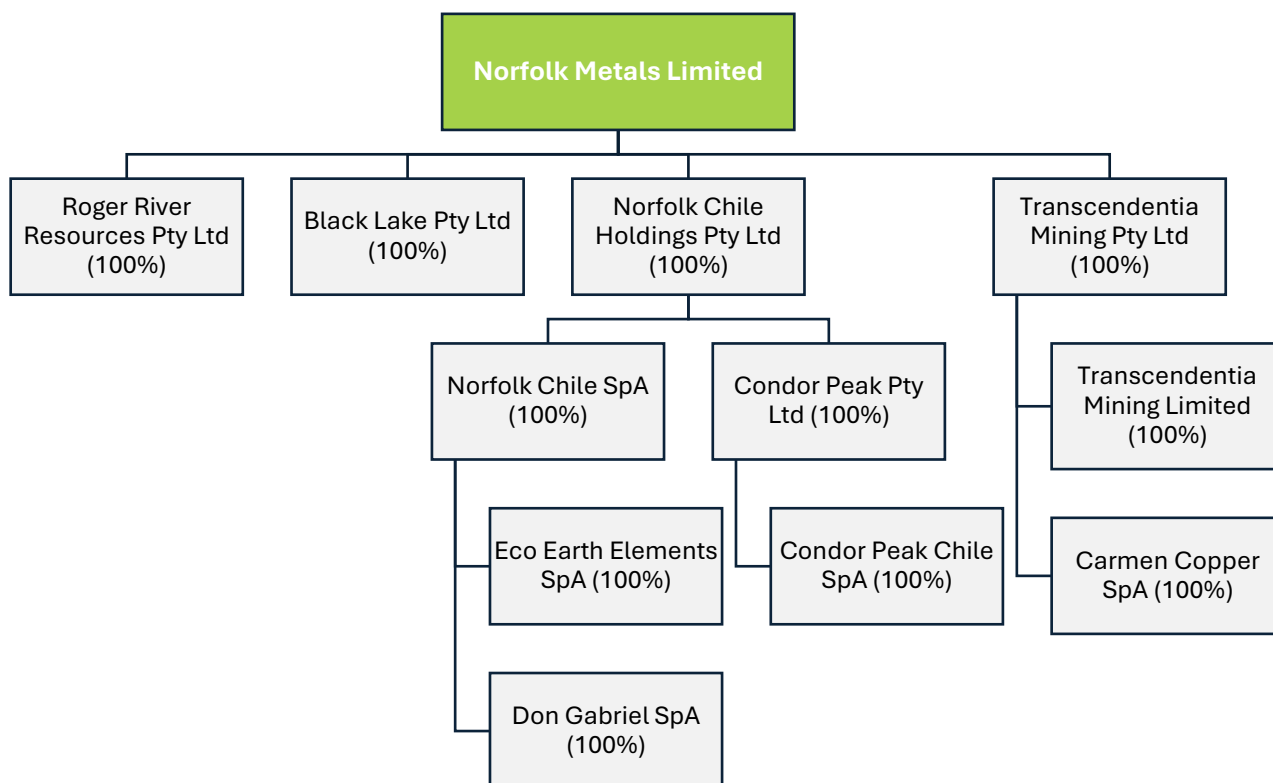 Norfolk Metals Limited
Roger River
Resources Pty Ltd
(100%)
Black Lake Pty Ltd
(100%)
Norfolk Chile
Holdings Pty Ltd
(100%)
Transcendentia
Mining Pty Ltd
(100%)
Norfolk Chile SpA
(100%)
Condor Peak Pty
Ltd (100%)
Transcendentia
Mining Limited
(100%)
Eco Earth Elements
SpA (100%)
Condor Peak Chile
SpA (100%)
Carmen Copper
SpA (100%)
Don Gabriel SpA
(100%)